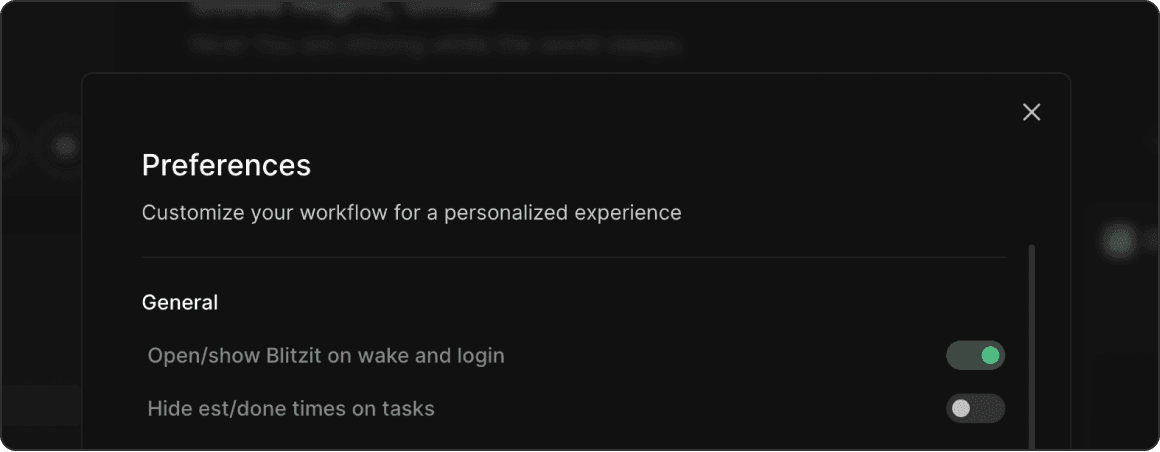 Preferences
Customize your workflow for a personalized experience
General
Open/show Blitzit on wake and login
Hide est/done times on tasks